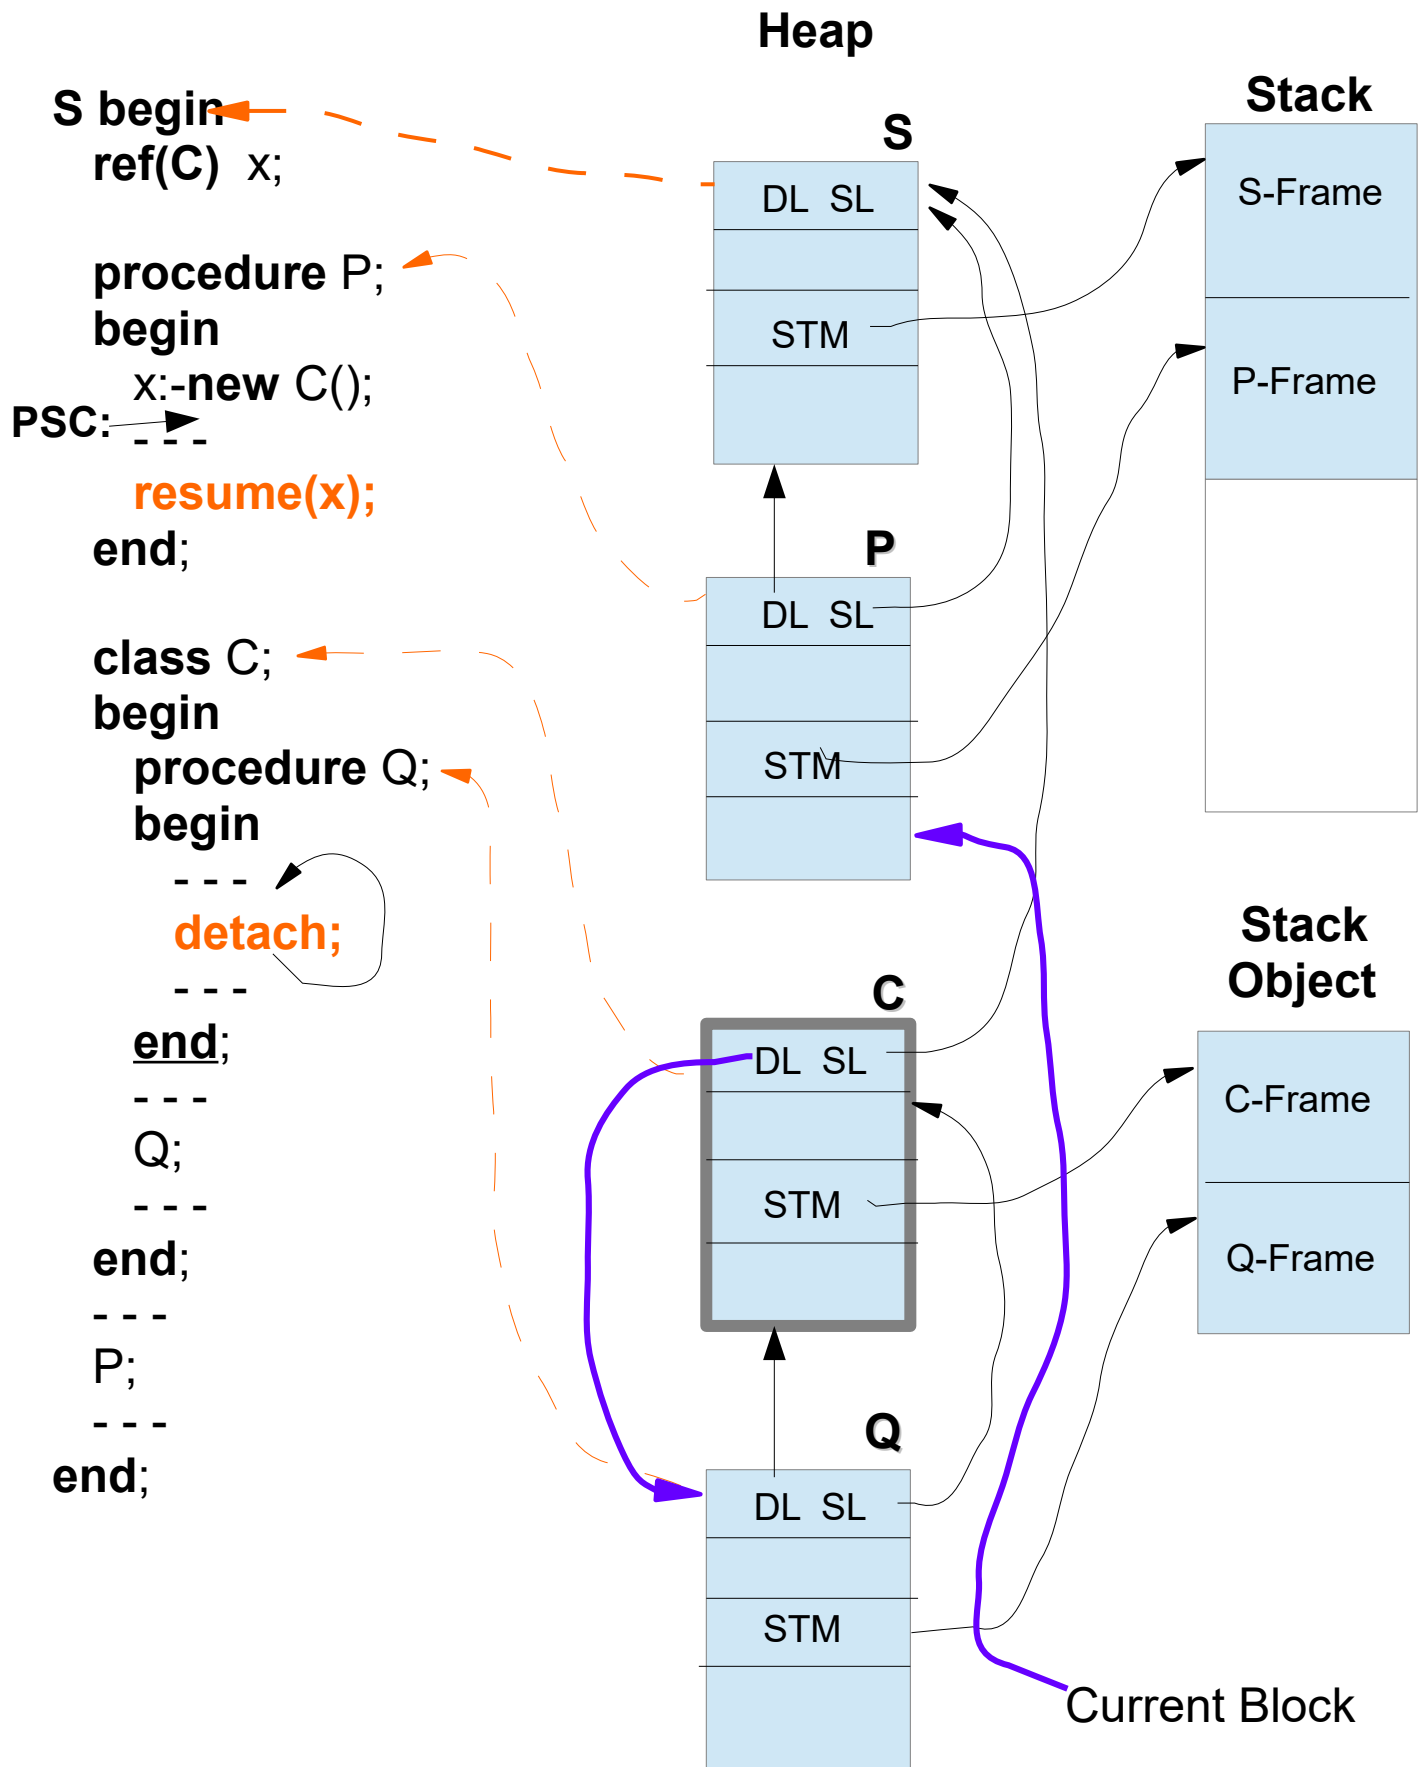 Heap
S begin
ref(C) x;
procedure P;
begin
x:-new C();
PSC:
- - -
resume(x);
end;
class C;
begin
procedure Q;
begin
- - -
detach;
- - -
end;
- - -
Q;
- - -
end;
- - -
P;
- - -
end;
S
DL SL
STM
P
DL SL
STM
C
DL SL
STM
Q
DL SL
STM
Stack
S-Frame
P-Frame
Stack
Object
C-Frame
Q-Frame
Current Block